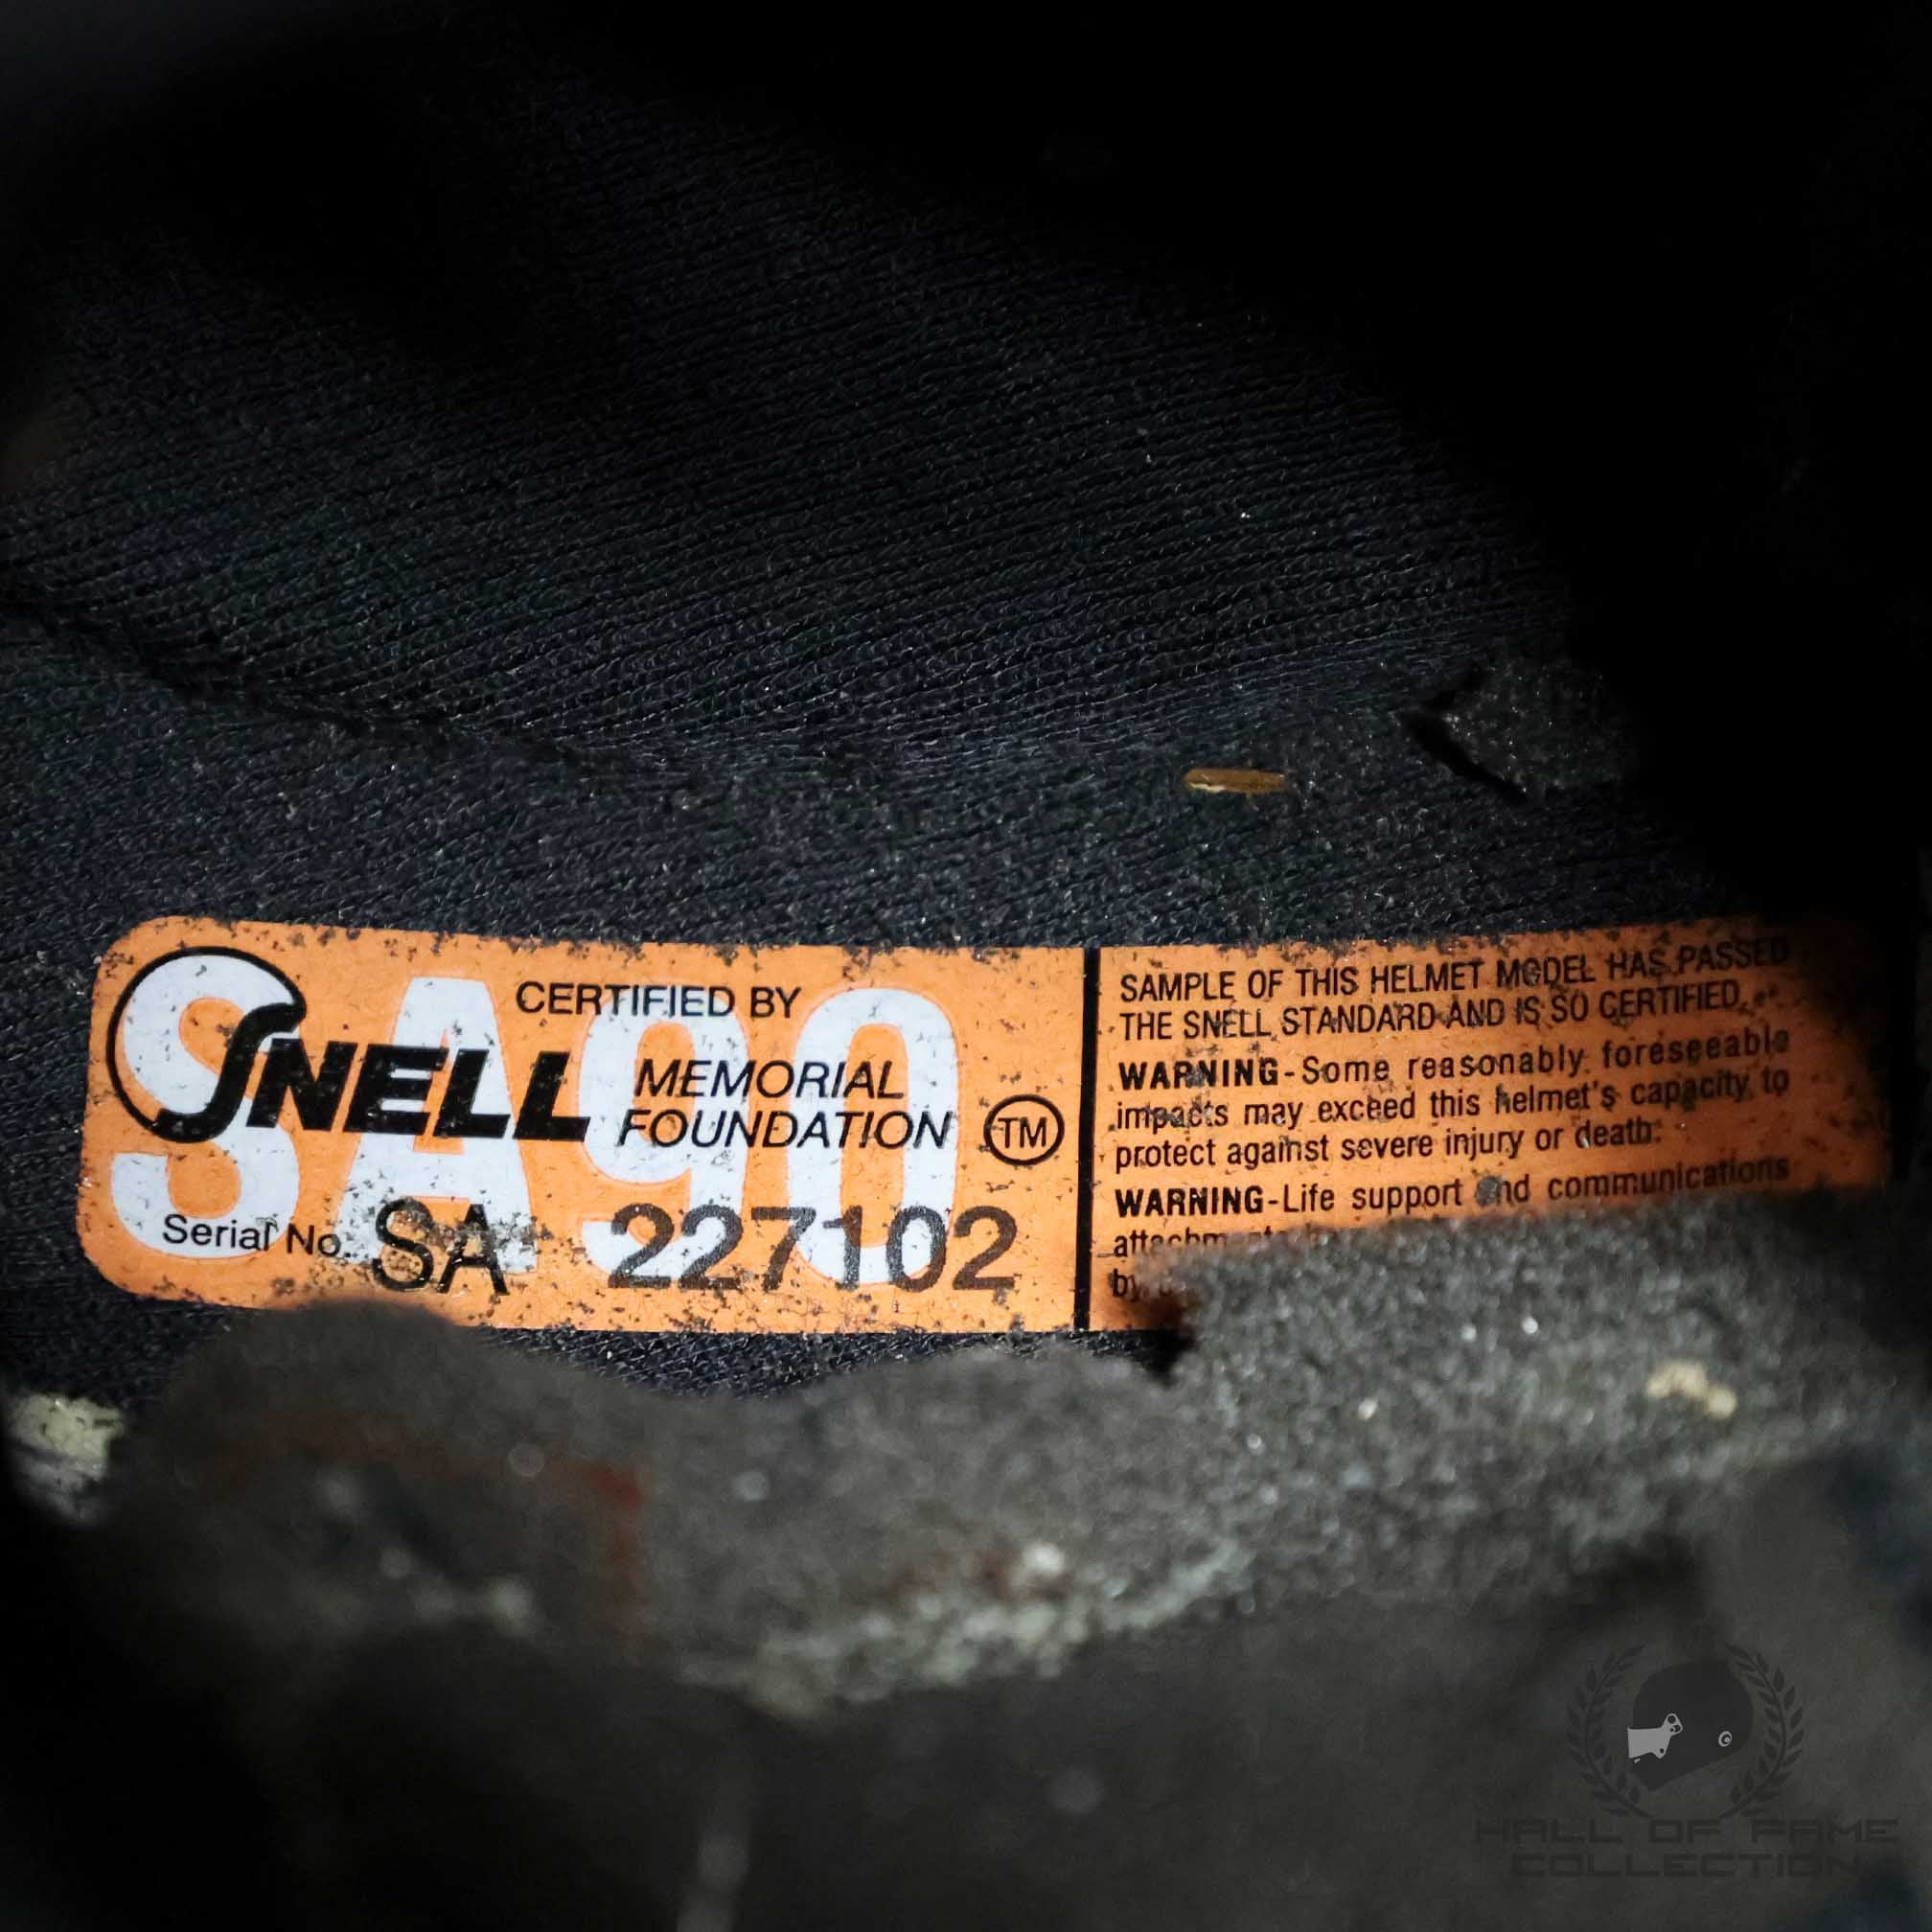 SA90
CERTIFIED BY
SNELL MEMORIAL
FOUNDATION TM
Serial No. SA 227102
SAMPLE OF THIS HELMET MODEL HAS PASSED
THE SNELL STANDARD AND IS SO CERTIFIED.
WARNING-Some reasonably foreseeable
impacts may exceed this helmet's capacity to
protect against severe injury or death.
WARNING-Life support and communications
by
HALL OF FAME
COLLECTION